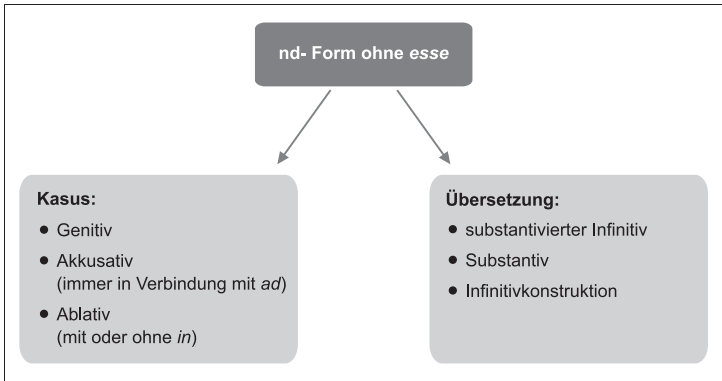 nd- Form ohne esse
Kasus:
● Genitiv
● Akkusativ
(immer in Verbindung mit ad)
● Ablativ
(mit oder ohne in)
Übersetzung:
● substantivierter Infinitiv
● Substantiv
● Infinitivkonstruktion